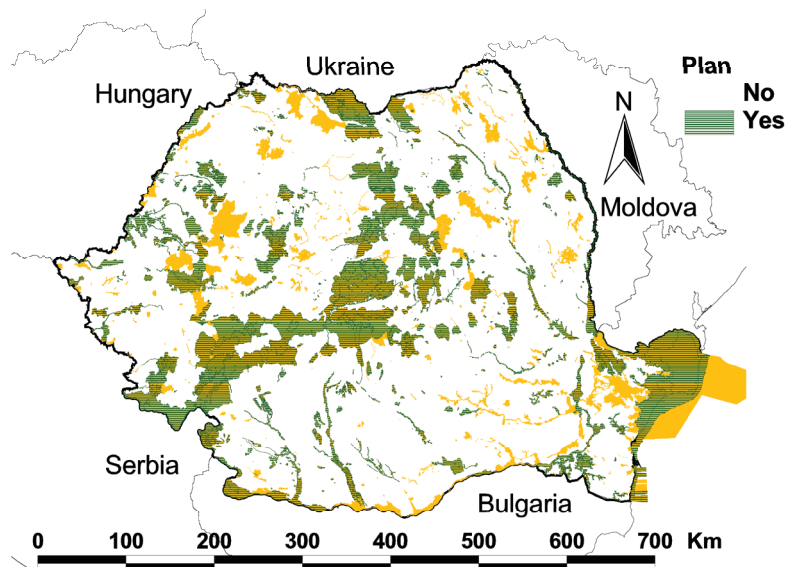 Ukraine
Hungary
Plan
No
Yes
N
Moldova
Serbia
Bulgaria
0 100 200 300 400 500 600 700 Km